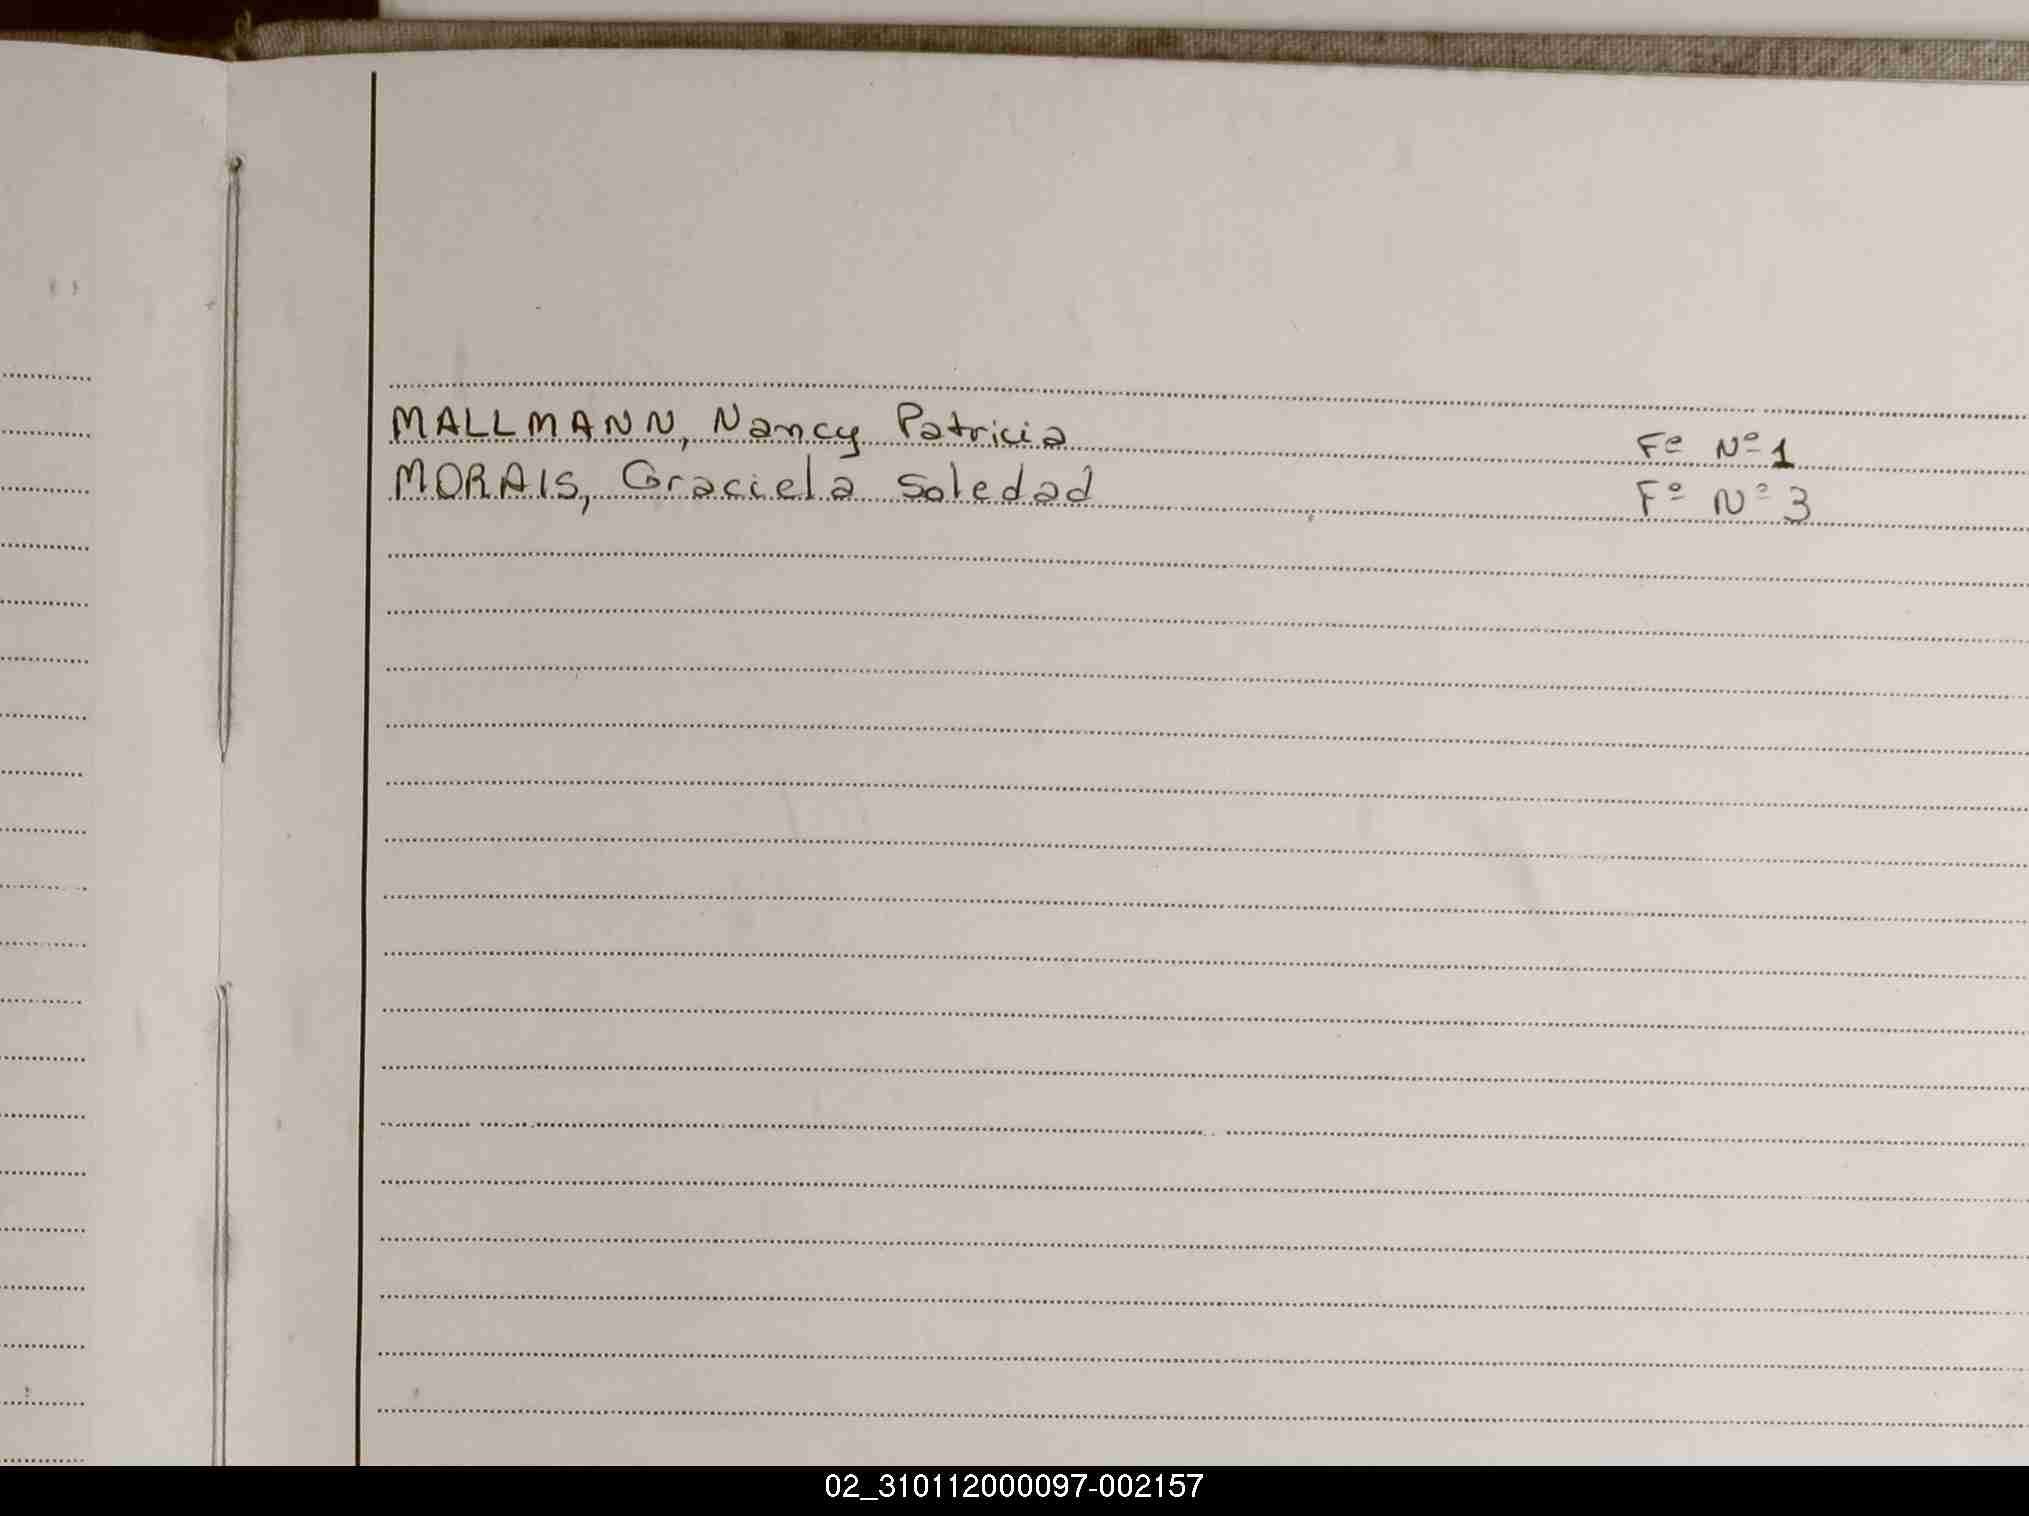 MALLMANN, Nancy Patricia Fº Nº 1
MORAIS, Graciela Soledad Fº Nº 3
02_310112000097-002157